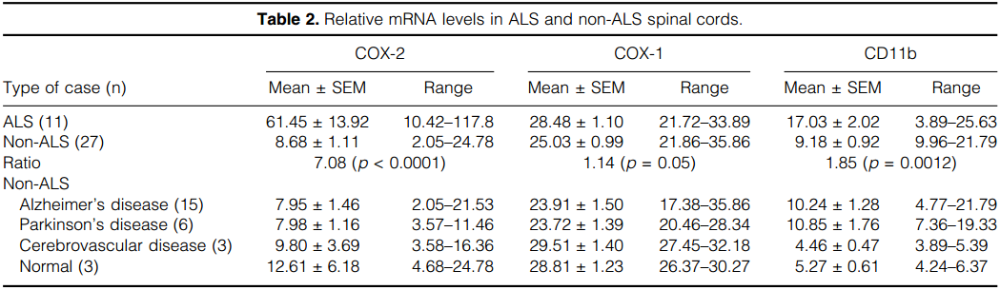 Table 2. Relative mRNA levels in ALS and non-ALS spinal cords.
COX-2 COX-1 CD11b
Type of case (n) Mean ± SEM Range Mean ± SEM Range Mean ± SEM Range
ALS (11) 61.45 ± 13.92 10.42–117.8 28.48 ± 1.10 21.72–33.89 17.03 ± 2.02 3.89–25.63
Non-ALS (27) 8.68 ± 1.11 2.05–24.78 25.03 ± 0.99 21.86–35.86 9.18 ± 0.92 9.96–21.79
Ratio 7.08 (p < 0.0001) 1.14 (p = 0.05) 1.85 (p = 0.0012)
Non-ALS
Alzheimer's disease (15) 7.95 ± 1.46 2.05–21.53 23.91 ± 1.50 17.38–35.86 10.24 ± 1.28 4.77–21.79
Parkinson's disease (6) 7.98 ± 1.16 3.57–11.46 23.72 ± 1.39 20.46–28.34 10.85 ± 1.76 7.36–19.33
Cerebrovascular disease (3) 9.80 ± 3.69 3.58–16.36 29.51 ± 1.40 27.45–32.18 4.46 ± 0.47 3.89–5.39
Normal (3) 12.61 ± 6.18 4.68–24.78 28.81 ± 1.23 26.37–30.27 5.27 ± 0.61 4.24–6.37